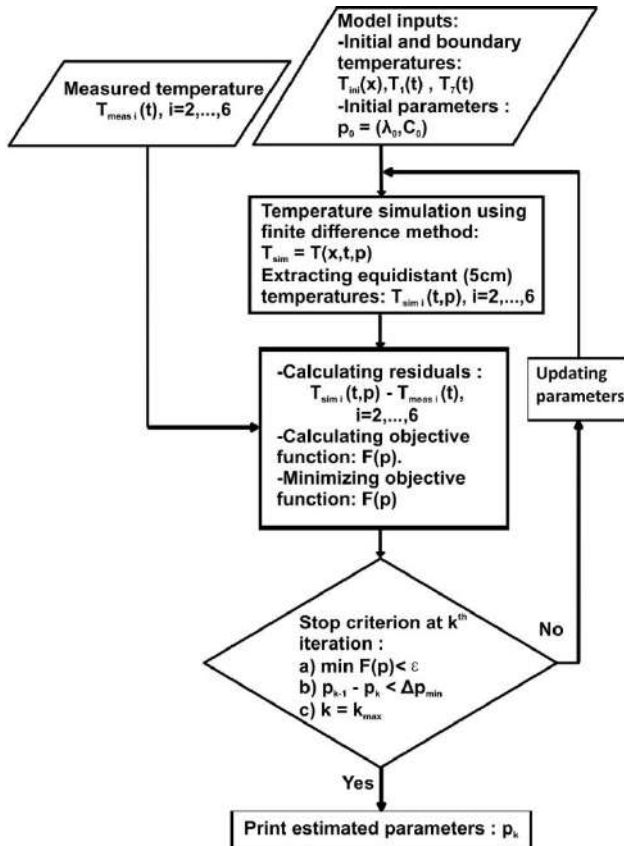 Model inputs:
-Initial and boundary
temperatures:
T_ini(x),T_1(t) , T_7(t)
-Initial parameters :
p_0 = (λ_0,C_0)
Measured temperature
T_meas i(t), i=2,...,6
Temperature simulation using
finite difference method:
T_sim = T(x,t,p)
Extracting equidistant (5cm)
temperatures: T_sim i(t,p), i=2,...,6
-Calculating residuals :
T_sim i(t,p) - T_meas i(t),
i=2,...,6
-Calculating objective
function: F(p).
-Minimizing objective
function: F(p)
Updating
parameters
Stop criterion at k^th
iteration :
a) min F(p)< ε
b) p_k-1 - p_k < Δp_min
c) k = k_max
No
Yes
Print estimated parameters : p_k